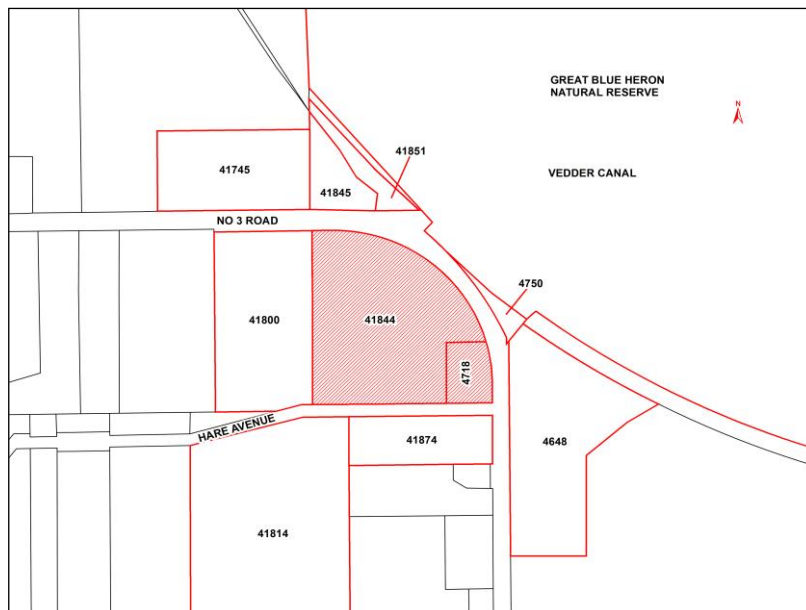 GREAT BLUE HERON
NATURAL RESERVE
N
41851
41745
VEDDER CANAL
41845
NO 3 ROAD
4750
41800
41844
4718
HARE AVENUE
41874
4648
41814